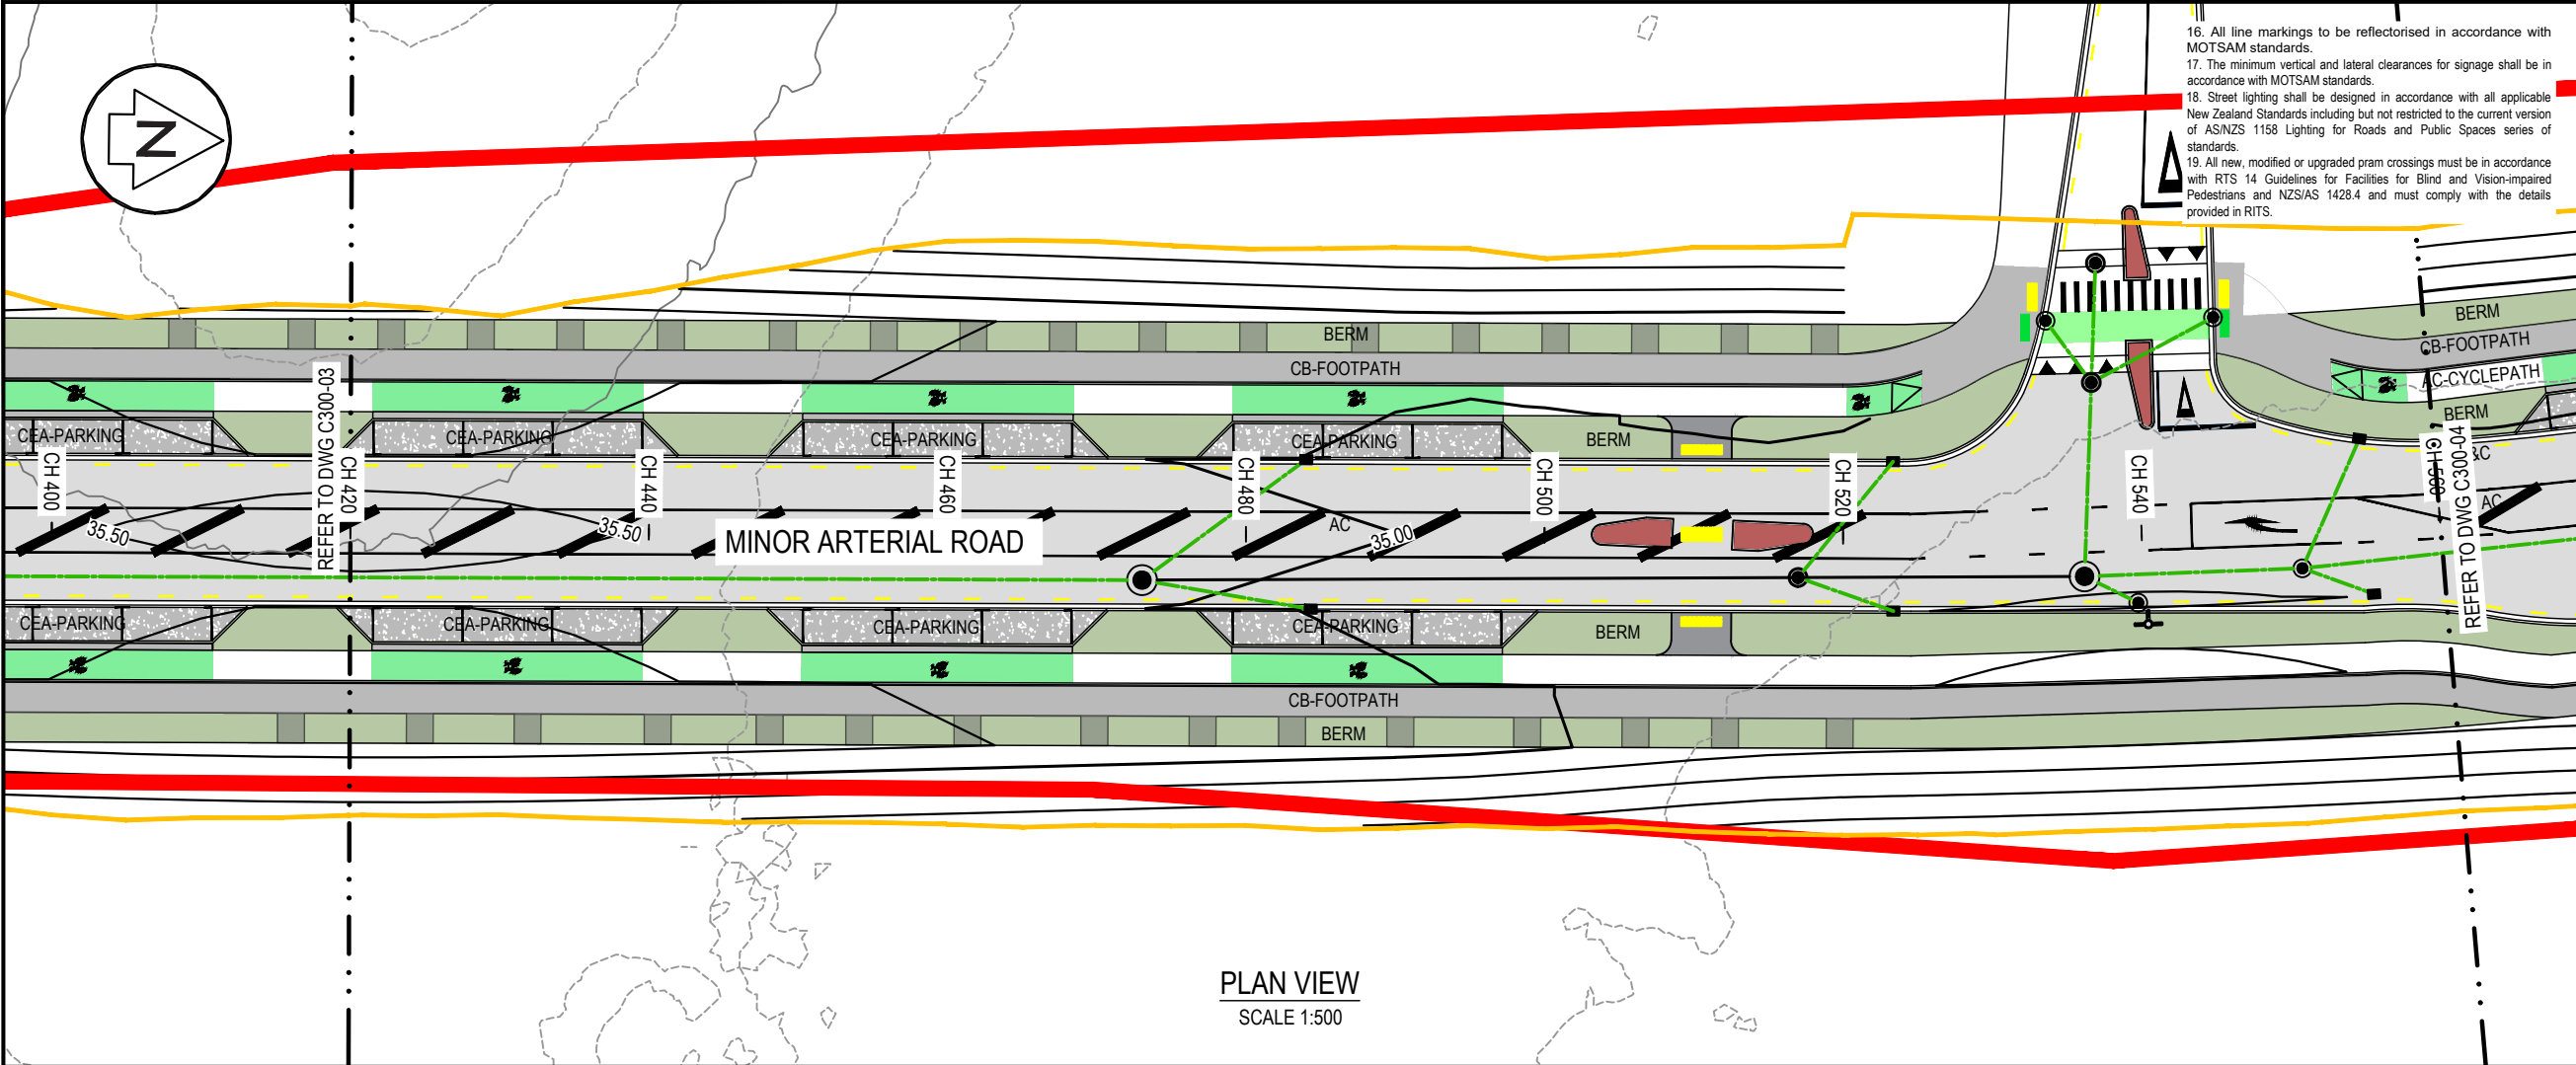 16. All line markings to be reflectorised in accordance with
MOTSAM standards.
17. The minimum vertical and lateral clearances for signage shall be in
accordance with MOTSAM standards.
18. Street lighting shall be designed in accordance with all applicable
New Zealand Standards including but not restricted to the current version
of AS/NZS 1158 Lighting for Roads and Public Spaces series of
standards.
19. All new, modified or upgraded pram crossings must be in accordance
with RTS 14 Guidelines for Facilities for Blind and Vision-impaired
Pedestrians and NZS/AS 1428.4 and must comply with the details
provided in RITS.
N
BERM
BERM
CB-FOOTPATH
CB-FOOTPATH
AC-CYCLEPATH
BERM
CEA-PARKING
CEA-PARKING
CEA-PARKING
CEA-PARKING
BERM
CH 400
REFER TO DWG C300-03
CH 420
CH 440
CH 460
CH 480
CH 500
CH 520
CH 540
CH 560
REFER TO DWG C300-04
&C
AC
AC
35.50
35.50
35.00
MINOR ARTERIAL ROAD
CEA-PARKING
CEA-PARKING
CEA-PARKING
CEA-PARKING
BERM
CB-FOOTPATH
BERM
PLAN VIEW
SCALE 1:500